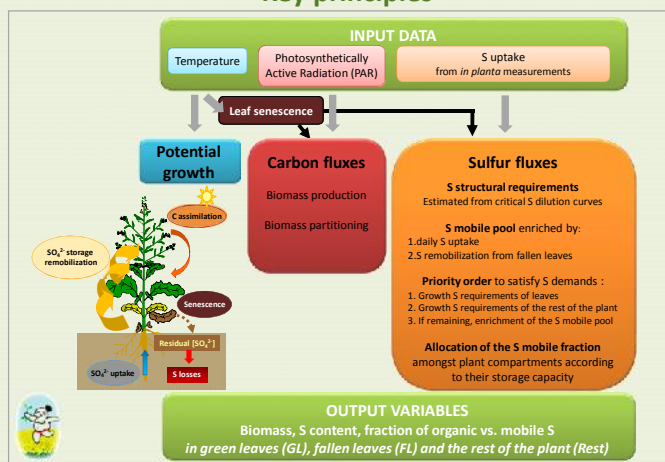 Key principles
INPUT DATA
Temperature
Photosynthetically
Active Radiation (PAR)
S uptake
from in planta measurements
Leaf senescence
Potential
growth
C assimilation
SO₄²⁻ storage
remobilization
Senescence
Residual [SO₄²⁻]
SO₄²⁻ uptake
S losses
Carbon fluxes
Biomass production
Biomass partitioning
Sulfur fluxes
S structural requirements
Estimated from critical S dilution curves
S mobile pool enriched by:
1.daily S uptake
2.S remobilization from fallen leaves
Priority order to satisfy S demands :
1. Growth S requirements of leaves
2. Growth S requirements of the rest of the plant
3. If remaining, enrichment of the S mobile pool
Allocation of the S mobile fraction
amongst plant compartments according
to their storage capacity
OUTPUT VARIABLES
Biomass, S content, fraction of organic vs. mobile S
in green leaves (GL), fallen leaves (FL) and the rest of the plant (Rest)